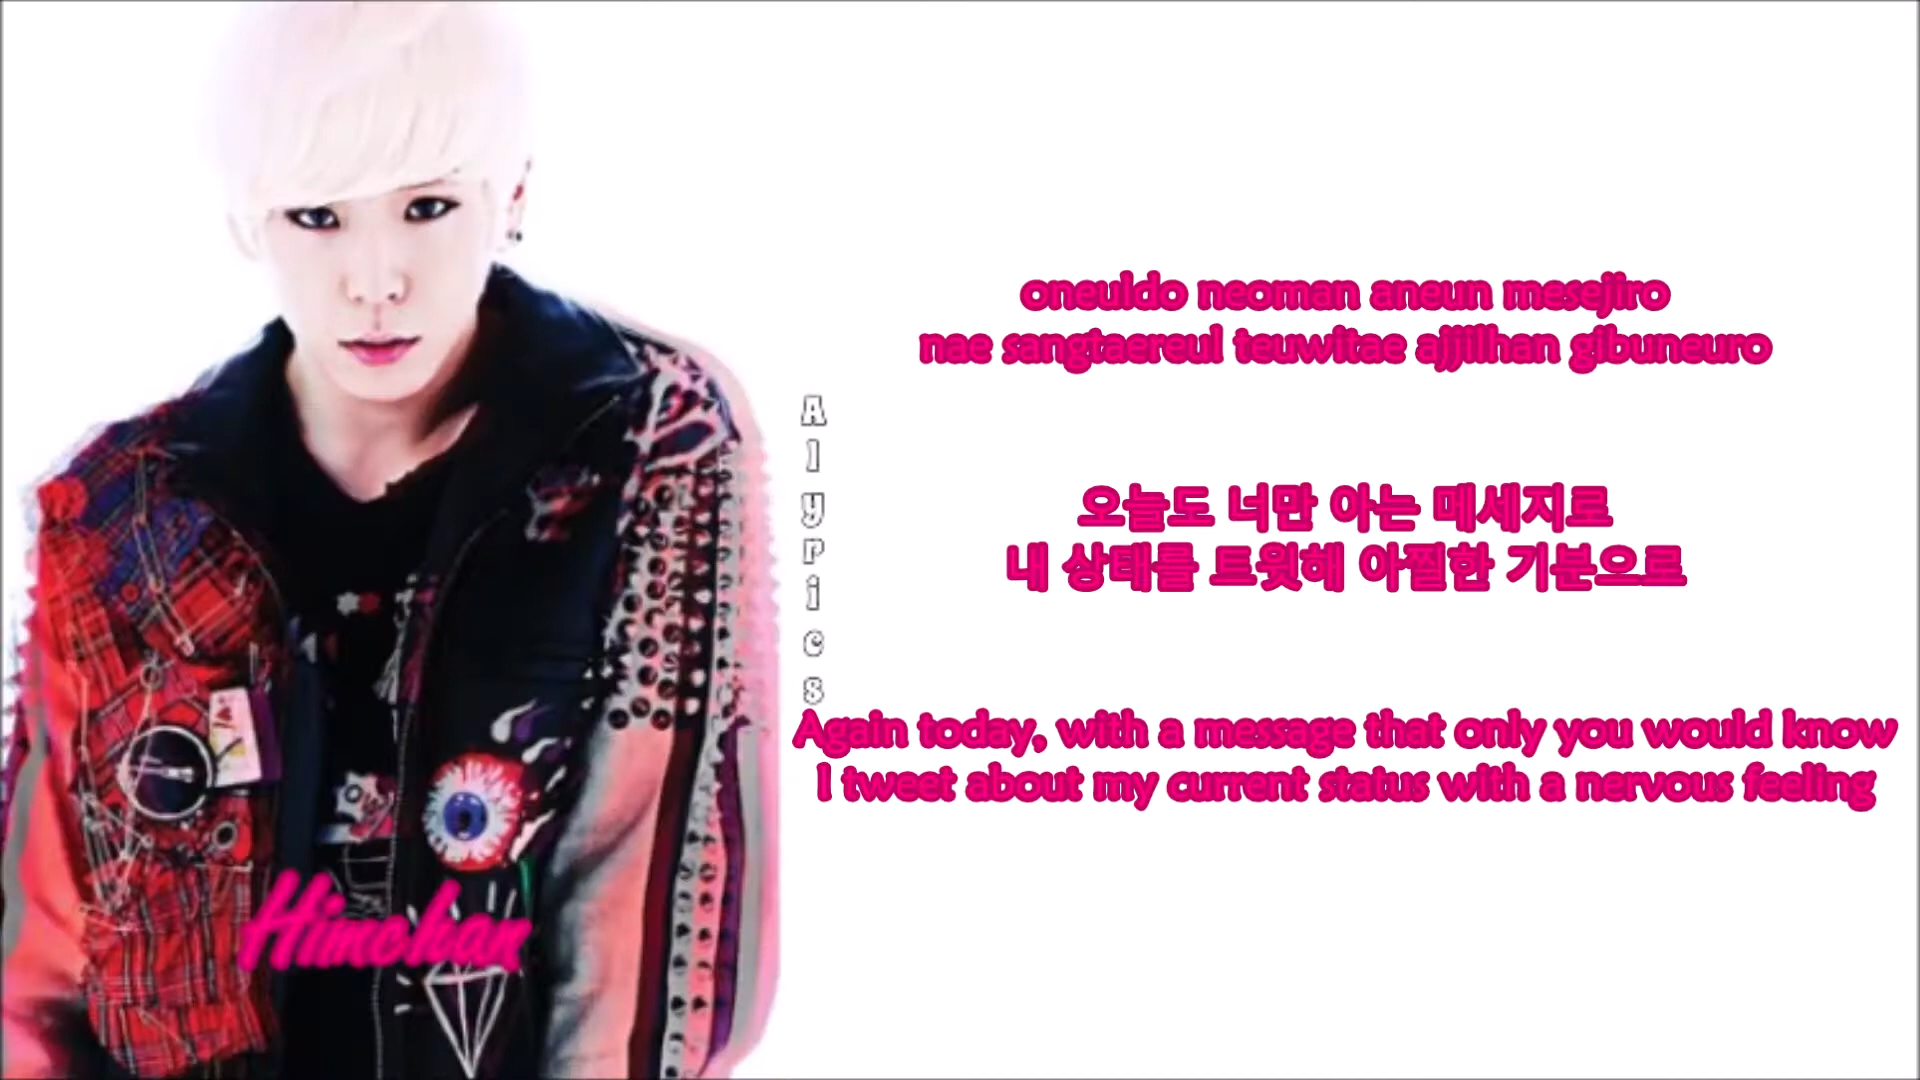 oneuldo neoman aneun mesejiro
nae sangtaereul teuwitae ajjilhan gibuneuro
Alyrics
오늘도 너만 아는 메세지로
내 상태를 트윗해 아찔한 기분으로
Again today, with a message that only you would know
I tweet about my current status with a nervous feeling
Himchan